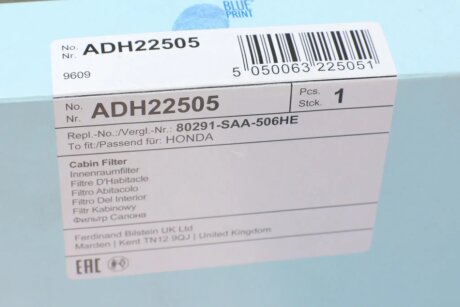 BLUE
PRINT
No.
Nr. ADH22505
9609
5 050063 225051
No.
Nr. ADH22505
Pcs.
Stck. 1
Repl.-No.:/Vergl.-Nr.: 80291-SAA-506HE
To fit:/Passend für: HONDA
Cabin Filter
Innenraumfilter
Filtre D'Habitacle
Filtro Abitacolo
Filtro Del Interior
Filtr Kabinowy
Фильтр Салона
Ferdinand Bilstein UK Ltd
Marden | Kent TN12 9QJ | United Kingdom
EAC